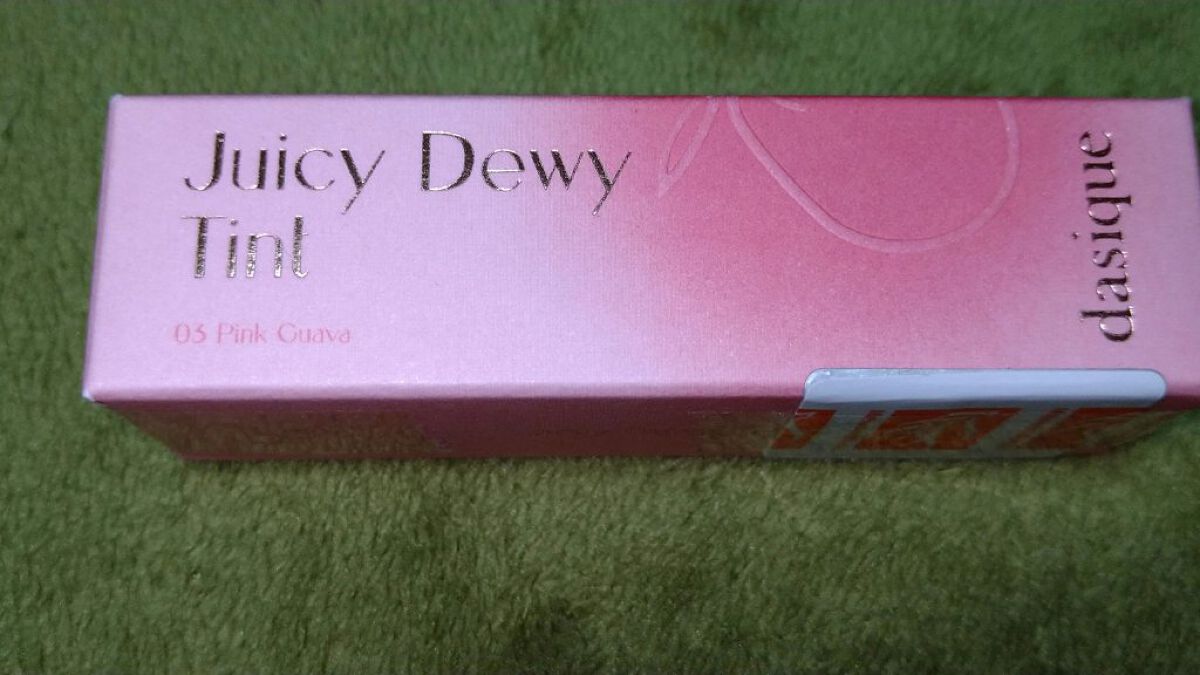 Juicy Dewy
Tint
03 Pink Guava
dasique